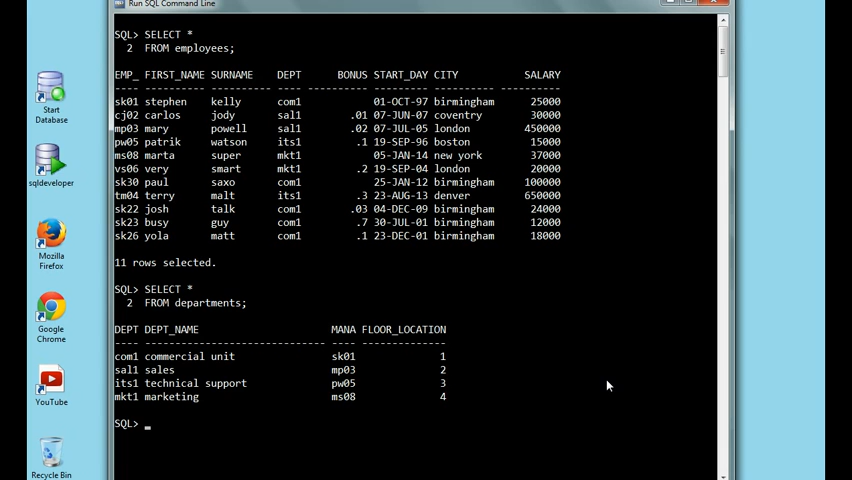 Run SQL Command Line
SQL> SELECT *
2 FROM employees;
EMP_ FIRST_NAME SURNAME DEPT BONUS START_DAY CITY SALARY
---- ---------- ---------- ---- ---------- --------- ---------- ----------
sk01 stephen kelly com1 01-OCT-97 birmingham 25000
cj02 carlos jody sal1 .01 07-JUN-07 coventry 30000
mp03 mary powell sal1 .02 07-JUL-05 london 450000
pw05 patrik watson its1 .1 19-SEP-96 boston 15000
ms08 marta super mkt1 05-JAN-14 new york 37000
vs06 very smart mkt1 .2 19-SEP-04 london 20000
sk30 paul saxo com1 25-JAN-12 birmingham 100000
tm04 terry malt its1 .3 23-AUG-13 denver 650000
sk22 josh talk com1 .03 04-DEC-09 birmingham 24000
sk23 busy guy com1 .7 30-JUL-01 birmingham 12000
sk26 yola matt com1 .1 23-DEC-01 birmingham 18000
11 rows selected.
SQL> SELECT *
2 FROM departments;
DEPT DEPT_NAME MANA FLOOR_LOCATION
---- ------------------------------ ---- --------------
com1 commercial unit sk01 1
sal1 sales mp03 2
its1 technical support pw05 3
mkt1 marketing ms08 4
SQL> _
Start
Database
sqldeveloper
Mozilla
Firefox
Google
Chrome
YouTube
Recycle Bin